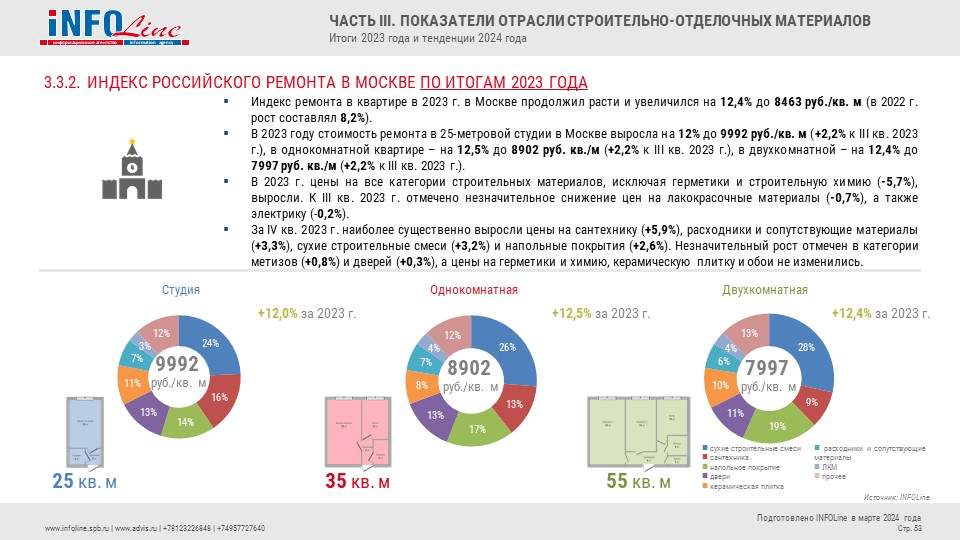 iNFOLine
информационное агентство information agency
ЧАСТЬ III. ПОКАЗАТЕЛИ ОТРАСЛИ СТРОИТЕЛЬНО-ОТДЕЛОЧНЫХ МАТЕРИАЛОВ
Итоги 2023 года и тенденции 2024 года
3.3.2. ИНДЕКС РОССИЙСКОГО РЕМОНТА В МОСКВЕ ПО ИТОГАМ 2023 ГОДА
▪ Индекс ремонта в квартире в 2023 г. в Москве продолжил расти и увеличился на 12,4% до 8463 руб./кв. м (в 2022 г.
рост составлял 8,2%).
▪ В 2023 году стоимость ремонта в 25-метровой студии в Москве выросла на 12% до 9992 руб./кв. м (+2,2% к III кв. 2023
г.), в однокомнатной квартире – на 12,5% до 8902 руб. кв./м (+2,2% к III кв. 2023 г.), в двухкомнатной – на 12,4% до
7997 руб. кв./м (+2,2% к III кв. 2023 г.).
▪ В 2023 г. цены на все категории строительных материалов, исключая герметики и строительную химию (-5,7%),
выросли. К III кв. 2023 г. отмечено незначительное снижение цен на лакокрасочные материалы (-0,7%), а также
электрику (-0,2%).
▪ За IV кв. 2023 г. наиболее существенно выросли цены на сантехнику (+5,9%), расходники и сопутствующие материалы
(+3,3%), сухие строительные смеси (+3,2%) и напольные покрытия (+2,6%). Незначительный рост отмечен в категории
метизов (+0,8%) и дверей (+0,3%), а цены на герметики и химию, керамическую плитку и обои не изменились.
Студия
+12,0% за 2023 г.
24%
16%
14%
13%
11%
7%
3%
12%
9992
руб./кв. м
25 кв. м
Однокомнатная
+12,5% за 2023 г.
26%
13%
17%
13%
8%
7%
4%
12%
8902
руб./кв. м
35 кв. м
Двухкомнатная
+12,4% за 2023 г.
28%
9%
19%
11%
10%
6%
4%
13%
7997
руб./кв. м
55 кв. м
сухие строительные смеси
сантехника
напольное покрытие
двери
керамическая плитка
расходники и сопутствующие
материалы
ЛКМ
прочее
Источник: INFOLine
www.infoline.spb.ru | www.advis.ru | +78123226848 | +74957727640
Подготовлено INFOLine в марте 2024 года
Стр. 53